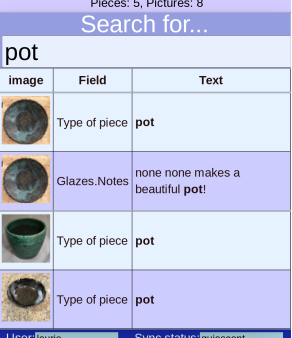 Pieces: 5, Pictures: 8
Search for...
pot
image Field Text
Type of piece pot
Glazes.Notes none none makes a
beautiful pot!
Type of piece pot
Type of piece pot
User: laurie Sync status: quiescent